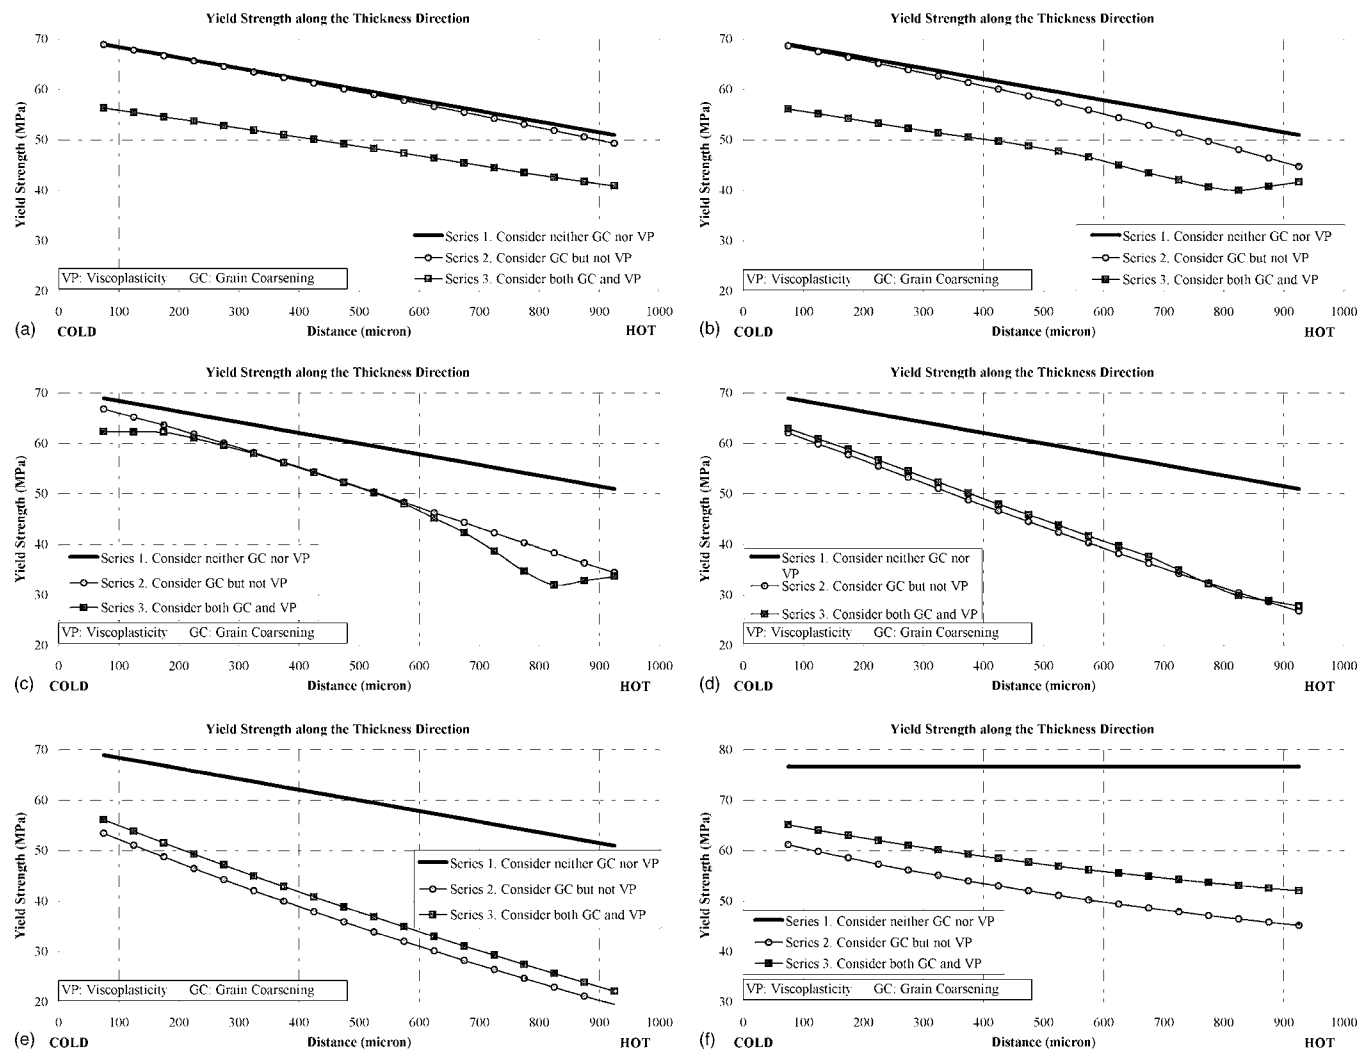 Yield Strength along the Thickness Direction
70
60
50
40
30
20
Yield Strength (MPa)
Series 1. Consider neither GC nor VP
Series 2. Consider GC but not VP
Series 3. Consider both GC and VP
VP: Viscoplasticity GC: Grain Coarsening
0 100 200 300 400 500 600 700 800 900 1000
(a) COLD Distance (micron) HOT
Yield Strength along the Thickness Direction
70
60
50
40
30
20
Yield Strength (MPa)
Series 1. Consider neither GC nor VP
Series 2. Consider GC but not VP
Series 3. Consider both GC and VP
VP: Viscoplasticity GC: Grain Coarsening
0 100 200 300 400 500 600 700 800 900 1000
(b) COLD Distance (micron) HOT
Yield Strength along the Thickness Direction
70
60
50
40
30
20
Yield Strength (MPa)
Series 1. Consider neither GC nor VP
Series 2. Consider GC but not VP
Series 3. Consider both GC and VP
VP: Viscoplasticity GC: Grain Coarsening
0 100 200 300 400 500 600 700 800 900 1000
(c) COLD Distance (micron) HOT
Yield Strength along the Thickness Direction
70
60
50
40
30
20
Yield Strength (MPa)
Series 1. Consider neither GC nor
VP
Series 2. Consider GC but not VP
Series 3. Consider both GC and VP
VP: Viscoplasticity GC: Grain Coarsening
0 100 200 300 400 500 600 700 800 900 1000
(d) COLD Distance (micron) HOT
Yield Strength along the Thickness Direction
70
60
50
40
30
20
Yield Strength (MPa)
Series 1. Consider neither GC nor VP
Series 2. Consider GC but not VP
Series 3. Consider both GC and VP
VP: Viscoplasticity GC: Grain Coarsening
0 100 200 300 400 500 600 700 800 900 1000
(e) COLD Distance (micron) HOT
Yield Strength along the Thickness Direction
80
70
60
50
40
30
Yield Strength (MPa)
Series 1. Consider neither GC nor VP
Series 2. Consider GC but not VP
Series 3. Consider both GC and VP
VP: Viscoplasticity GC: Grain Coarsening
0 100 200 300 400 500 600 700 800 900 1000
(f) COLD Distance (micron) HOT